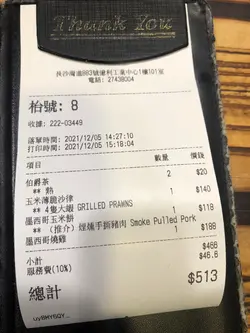 Thank You
長沙灣道883號億利工業中心1樓101室
電話: 27438004
枱號: 8
收據: 222-03449
落單時間: 2021/12/05 14:27:10
打印時間: 2021/12/05 15:18:04
項目 數量 價錢
伯爵茶 2 $20
** 熱
玉米薄脆沙律 1 $140
** 4隻大蝦 GRILLED PRAWNS
墨西哥玉米餅 1 $118
** (推介) 煙燻手撕豬肉 Smoke Pulled Pork
墨西哥燒雞 1 $188
小計 $466
服務費(10%) $46.6
總計 $513